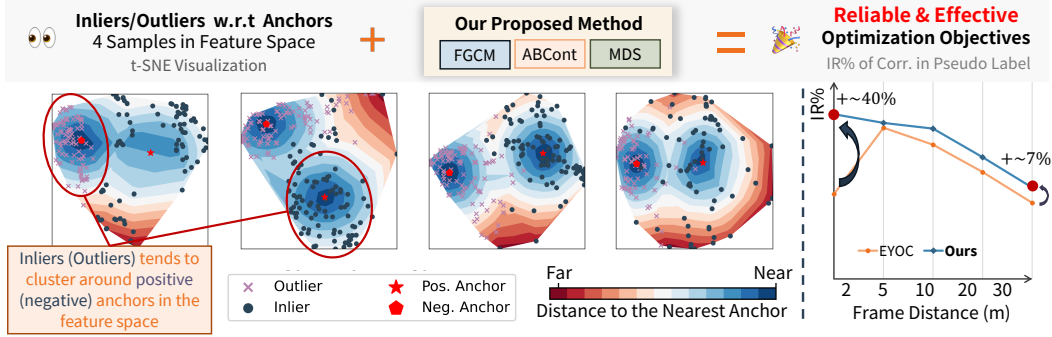 Inliers/Outliers w.r.t Anchors
4 Samples in Feature Space
t-SNE Visualization
+
Our Proposed Method
FGCM
ABCont
MDS
=
Reliable & Effective
Optimization Objectives
IR% of Corr. in Pseudo Label
Inliers (Outliers) tends to
cluster around positive
(negative) anchors in the
feature space
Outlier
Inlier
Pos. Anchor
Neg. Anchor
Far
Near
Distance to the Nearest Anchor
IR%
+~40%
+~7%
EYOC
Ours
2 5 10 20 30
Frame Distance (m)